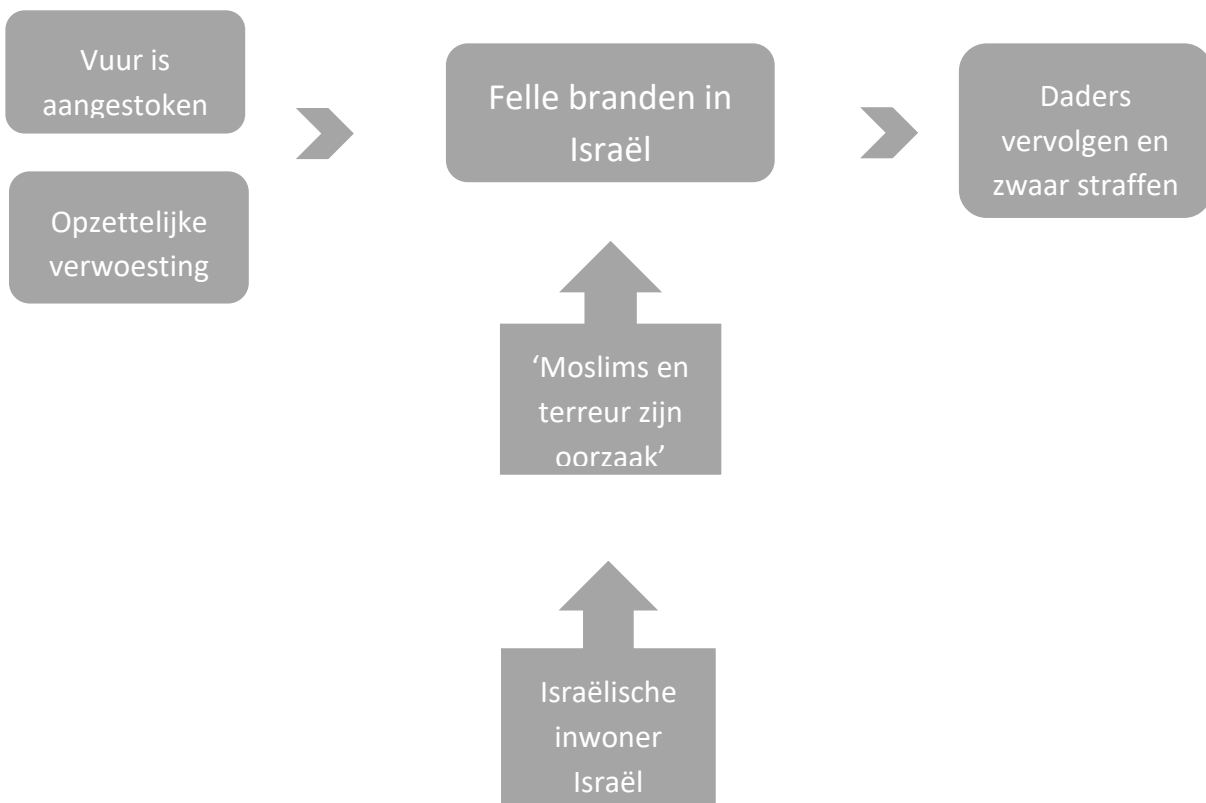 Vuur is
aangestoken
Opzettelijke
verwoesting
Felle branden in
Israël
Daders
vervolgen en
zwaar straffen
‘Moslims en
terreur zijn
oorzaak’
Israëlische
inwoner
Israël